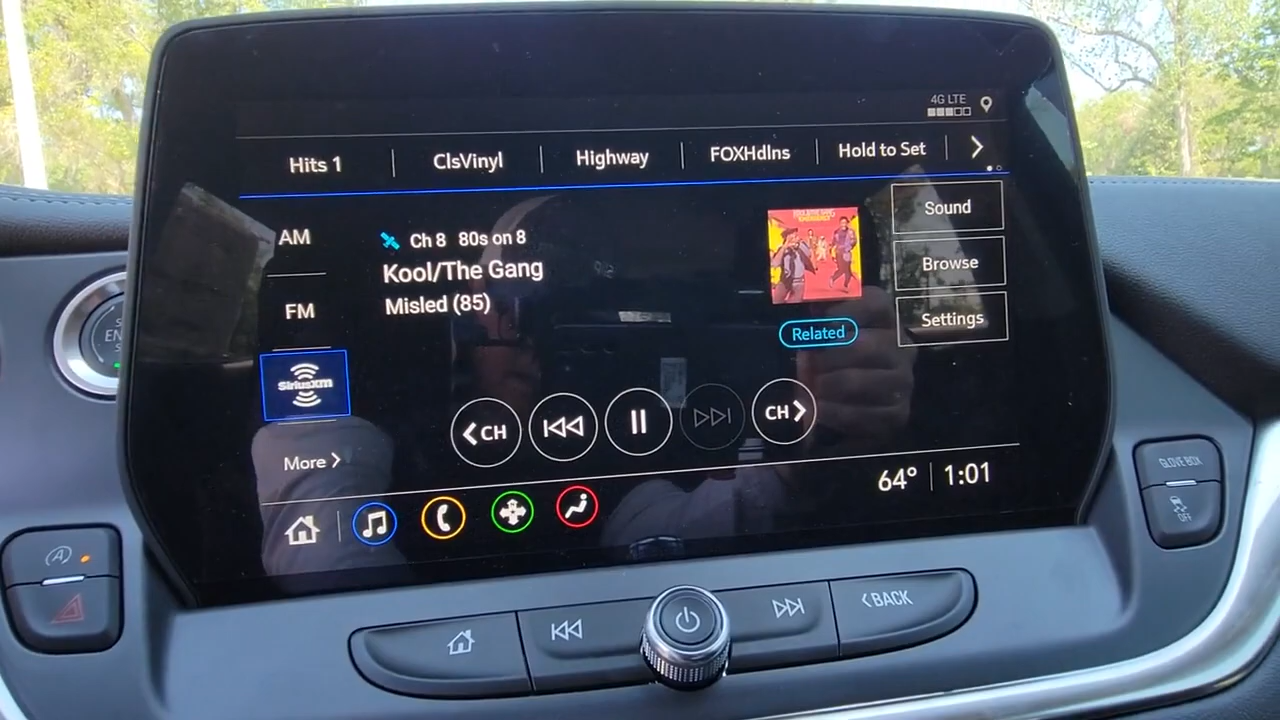 4G LTE
Hits 1
ClsVinyl
Highway
FOXHdlns
Hold to Set
AM
FM
SiriusXM
More
Ch 8 80s on 8
Kool/The Gang
Misled (85)
Related
Sound
Browse
Settings
CH
CH
64° 1:01
GLOVE BOX
OFF
A
BACK